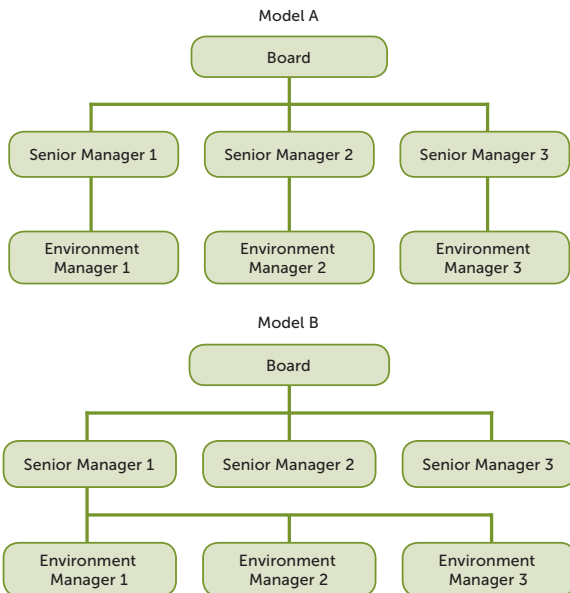 Model A
Board
Senior Manager 1
Senior Manager 2
Senior Manager 3
Environment
Manager 1
Environment
Manager 2
Environment
Manager 3
Model B
Board
Senior Manager 1
Senior Manager 2
Senior Manager 3
Environment
Manager 1
Environment
Manager 2
Environment
Manager 3